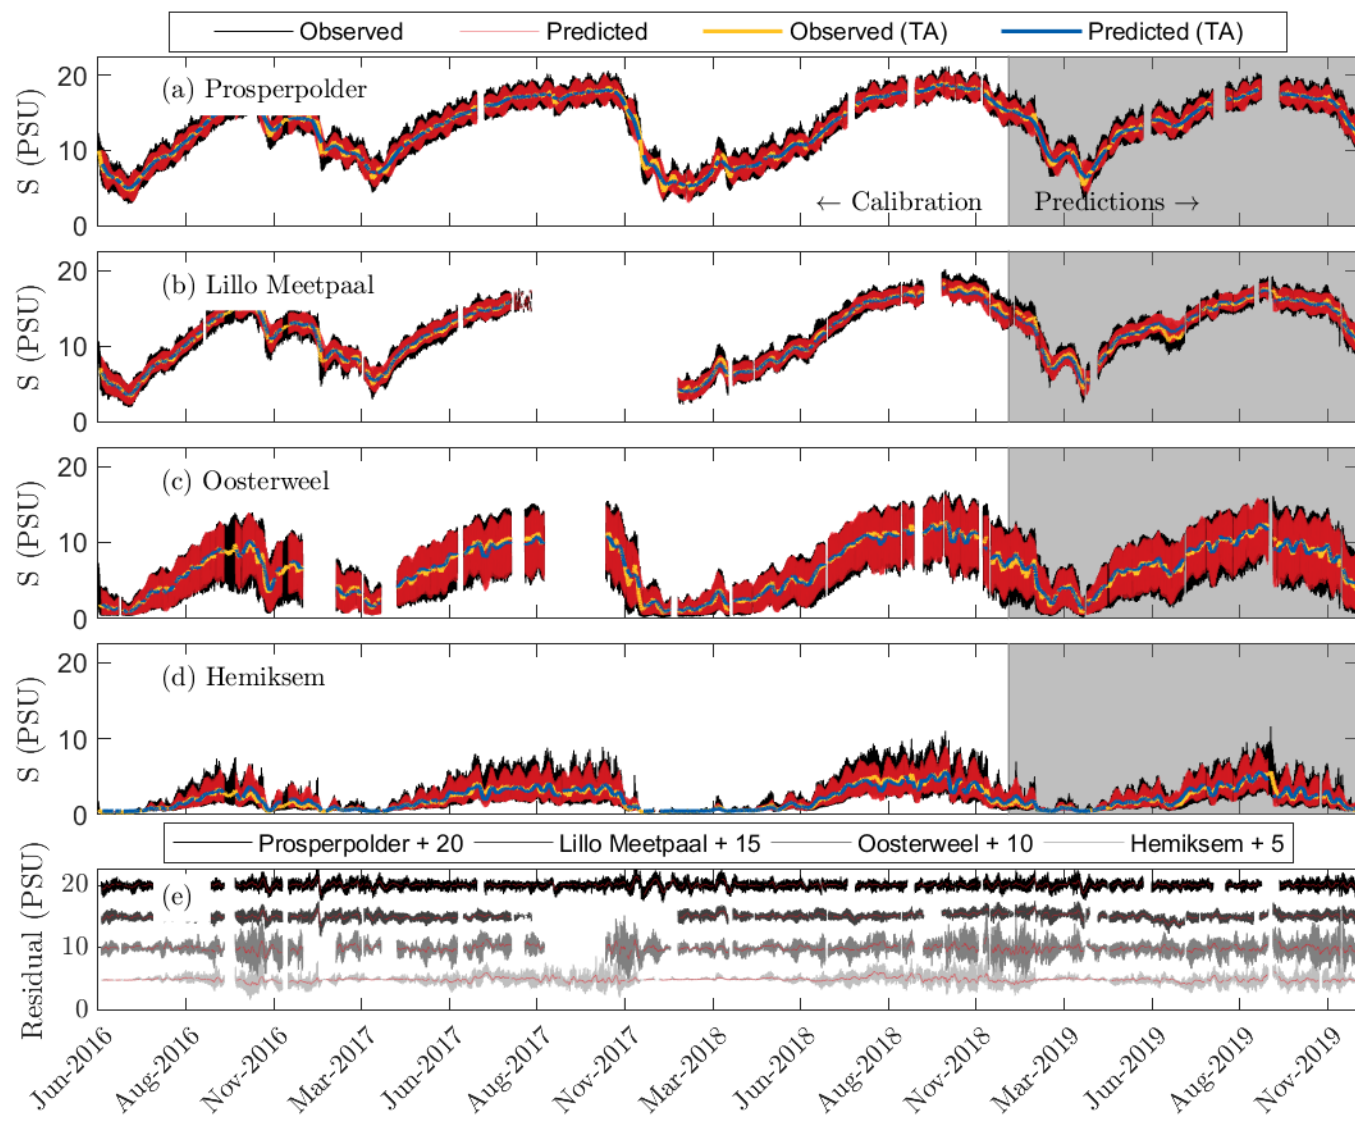 Observed Predicted Observed (TA) Predicted (TA)
(a) Prosperpolder
S (PSU)
20
10
0
← Calibration Predictions →
(b) Lillo Meetpaal
S (PSU)
20
10
0
(c) Oosterweel
S (PSU)
20
10
0
(d) Hemiksem
S (PSU)
20
10
0
Prosperpolder + 20 Lillo Meetpaal + 15 Oosterweel + 10 Hemiksem + 5
(e)
Residual (PSU)
20
10
0
Jun-2016 Aug-2016 Nov-2016 Mar-2017 Jun-2017 Aug-2017 Nov-2017 Mar-2018 Jun-2018 Aug-2018 Nov-2018 Mar-2019 Jun-2019 Aug-2019 Nov-2019